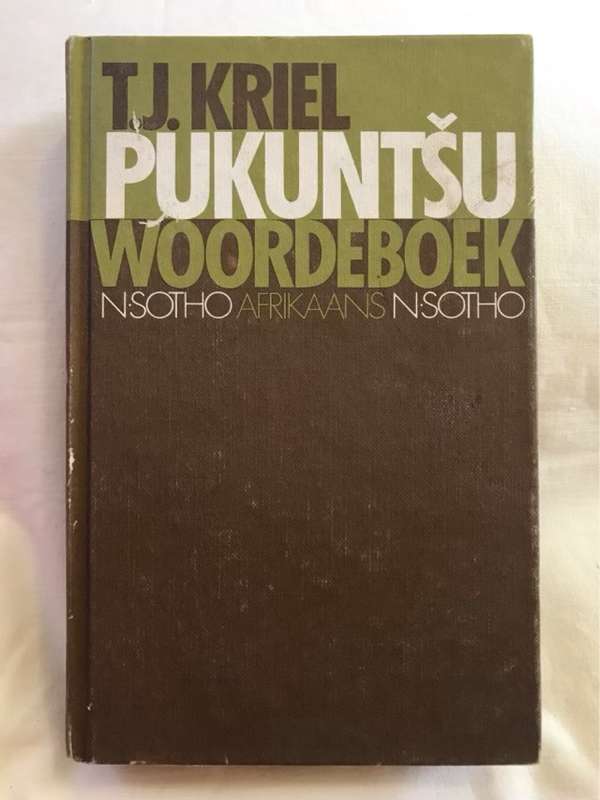 T.J. KRIEL
PUKUNTŠU
WOORDEBOEK
N·SOTHO AFRIKAANS N·SOTHO